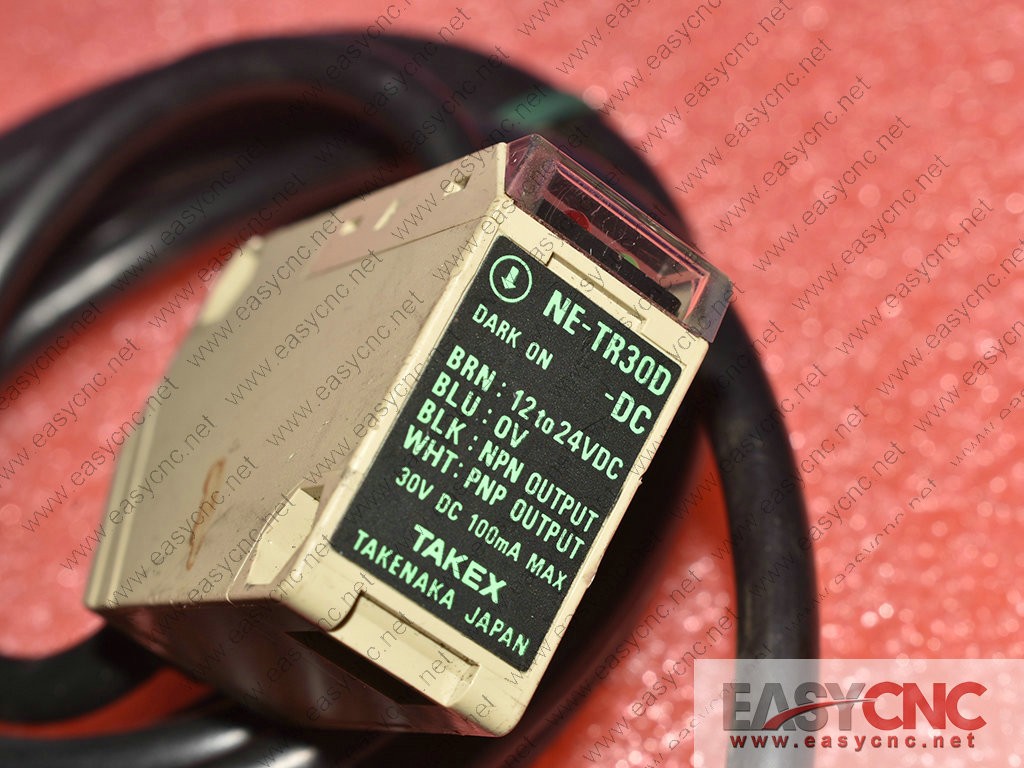 NE-TR30D
-DC
DARK ON
BRN : 12 to 24VDC
BLU : 0V
BLK : NPN OUTPUT
WHT : PNP OUTPUT
30V DC 100mA MAX
TAKEX
TAKENAKA JAPAN
EASYCNC
www.easycnc.net